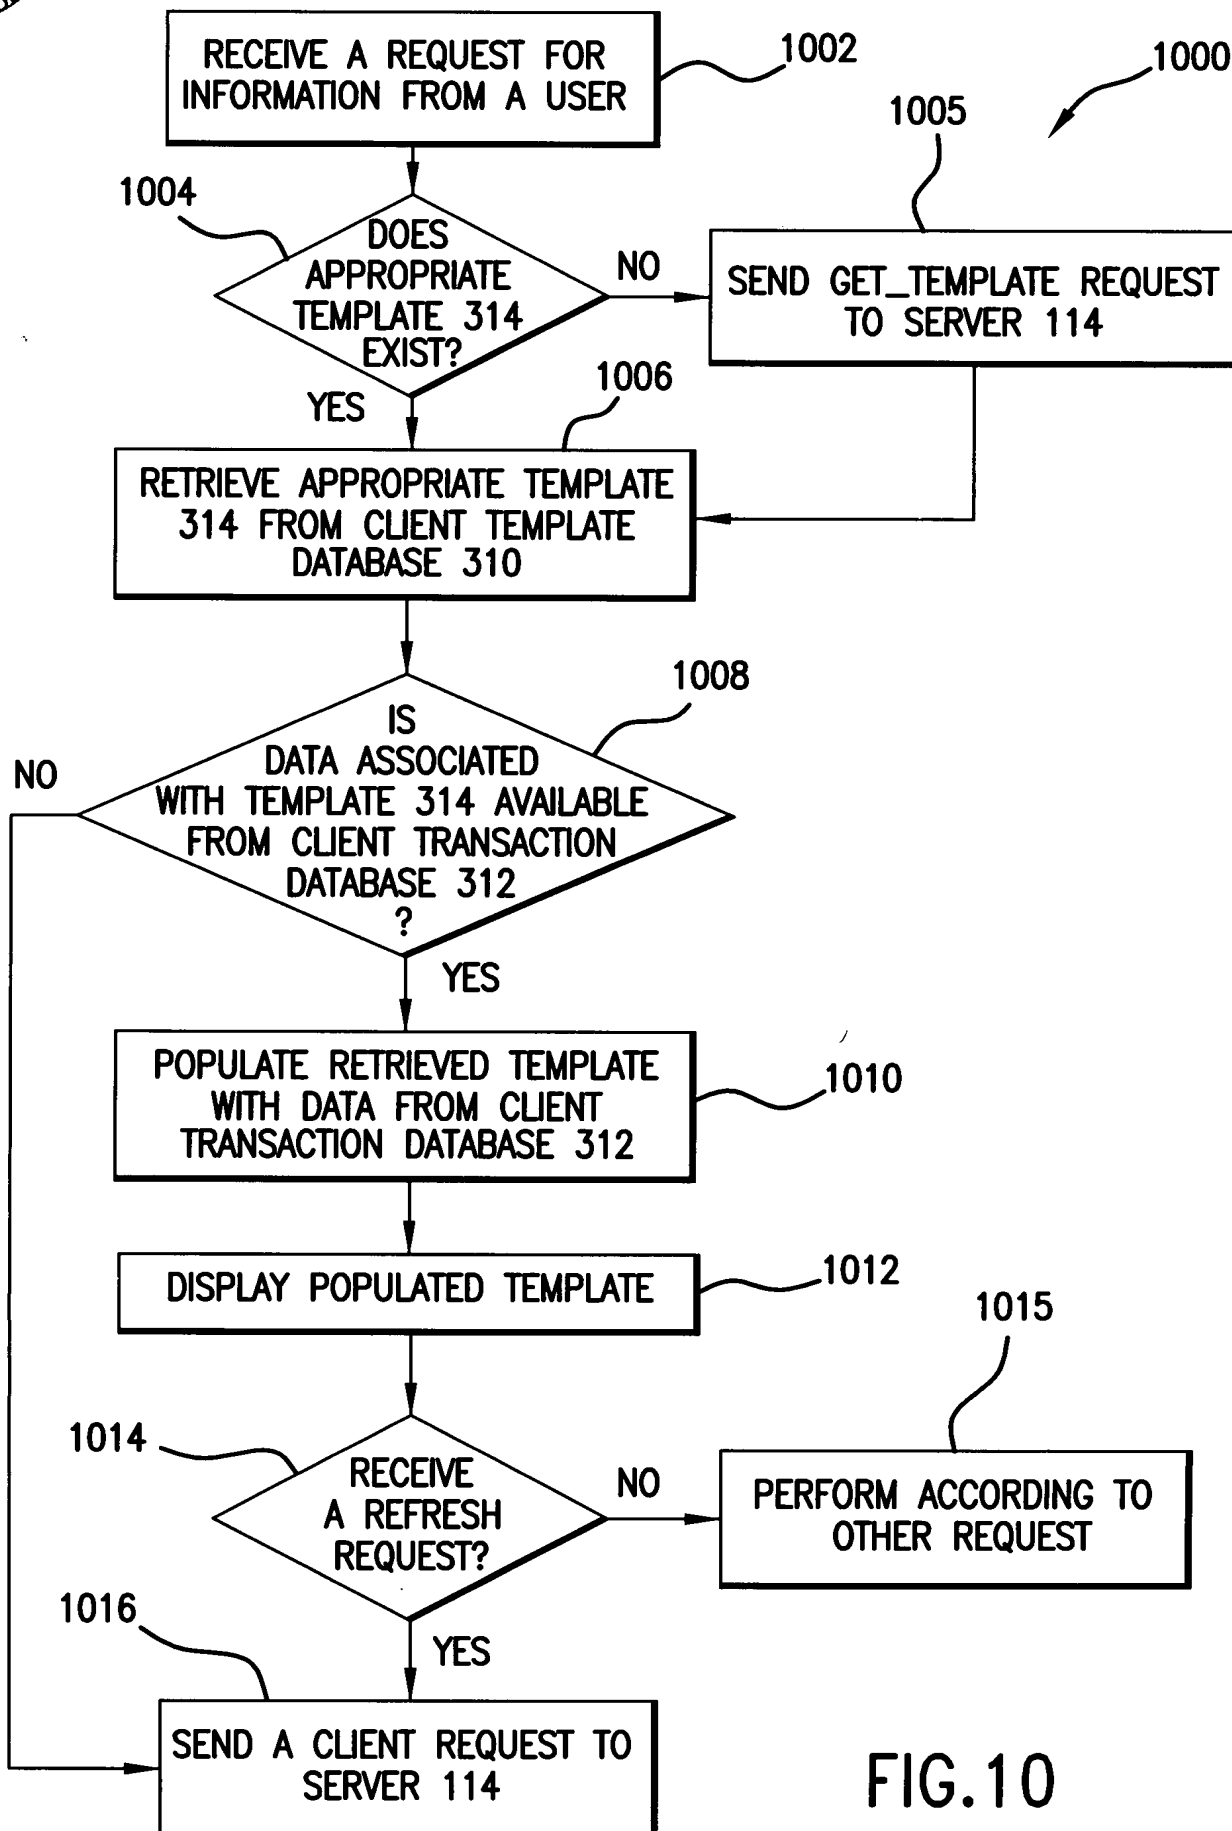 RECEIVE A REQUEST FOR
INFORMATION FROM A USER
1002
1000
1005
1004
DOES
APPROPRIATE
TEMPLATE 314
EXIST?
NO
SEND GET_TEMPLATE REQUEST
TO SERVER 114
YES
1006
RETRIEVE APPROPRIATE TEMPLATE
314 FROM CLIENT TEMPLATE
DATABASE 310
1008
NO
IS
DATA ASSOCIATED
WITH TEMPLATE 314 AVAILABLE
FROM CLIENT TRANSACTION
DATABASE 312
?
YES
POPULATE RETRIEVED TEMPLATE
WITH DATA FROM CLIENT
TRANSACTION DATABASE 312
1010
DISPLAY POPULATED TEMPLATE
1012
1015
1014
RECEIVE
A REFRESH
REQUEST?
NO
PERFORM ACCORDING TO
OTHER REQUEST
1016
YES
SEND A CLIENT REQUEST TO
SERVER 114
FIG.10